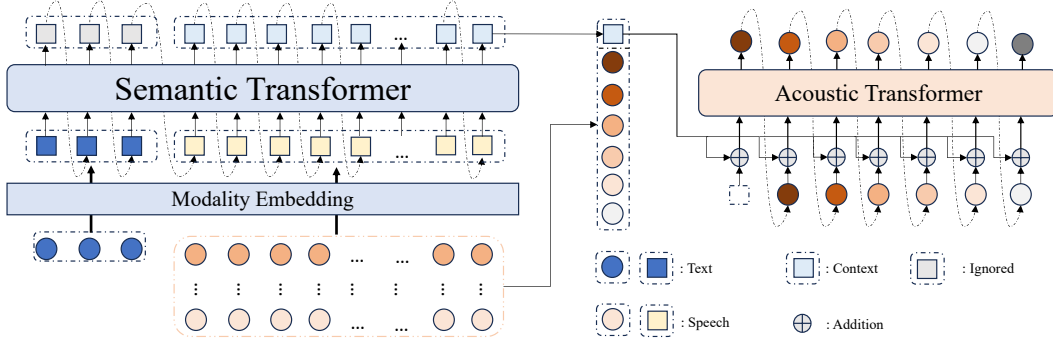 Semantic Transformer
Acoustic Transformer
...
...
Modality Embedding
... ...
... ...
: Text
: Context
: Ignored
: Speech
: Addition